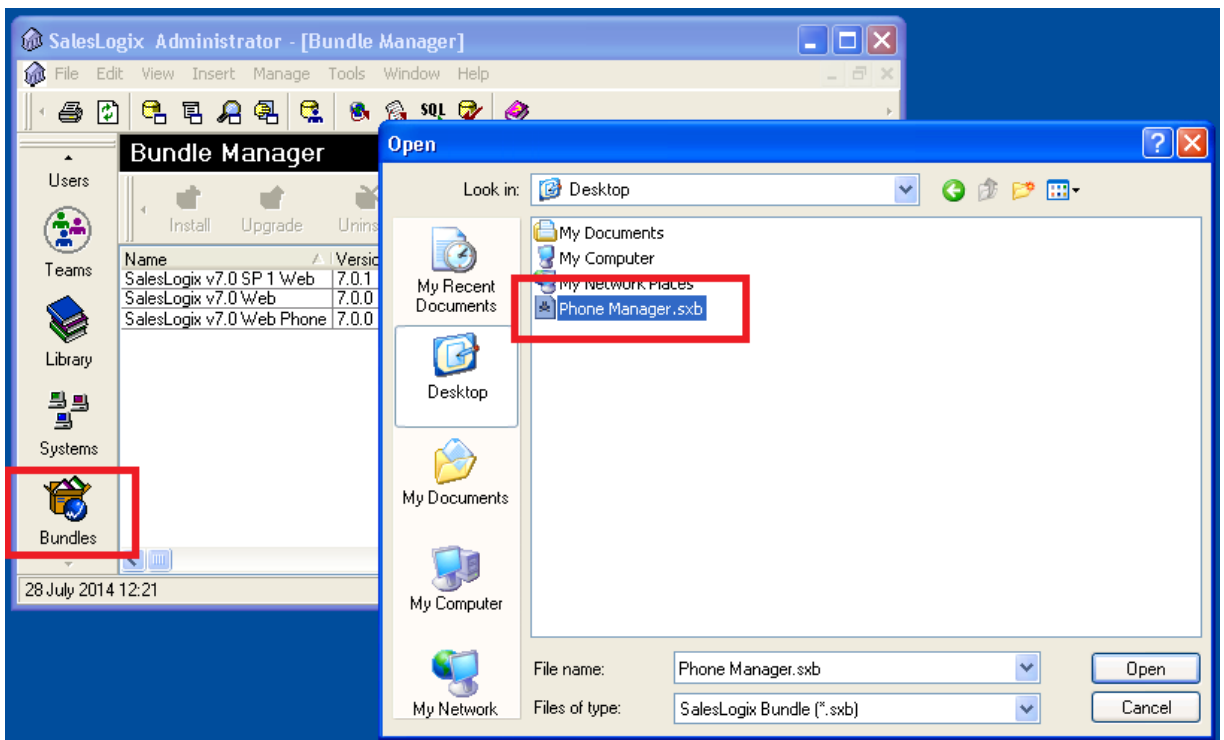 SalesLogix Administrator - [Bundle Manager]
File Edit View Insert Manage Tools Window Help
SQL
Users
Teams
Library
Systems
Bundles
Bundle Manager
Install Upgrade Unins
Name Versio
SalesLogix v7.0 SP 1 Web 7.0.1
SalesLogix v7.0 Web 7.0.0
SalesLogix v7.0 Web Phone 7.0.0
28 July 2014 12:21
Open
Look in: Desktop
My Recent
Documents
Desktop
My Documents
My Computer
My Network
My Documents
My Computer
My Network Places
Phone Manager.sxb
File name: Phone Manager.sxb
Open
Files of type: SalesLogix Bundle (*.sxb)
Cancel